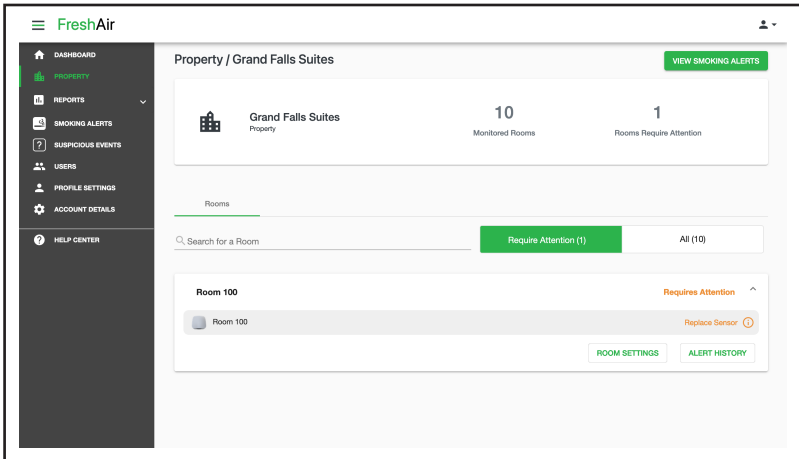 FreshAir
DASHBOARD
PROPERTY
REPORTS
SMOKING ALERTS
SUSPICIOUS EVENTS
USERS
PROFILE SETTINGS
ACCOUNT DETAILS
HELP CENTER
Property / Grand Falls Suites
VIEW SMOKING ALERTS
Grand Falls Suites
Property
10
Monitored Rooms
1
Rooms Require Attention
Rooms
Search for a Room
Require Attention (1)
All (10)
Room 100
Requires Attention
Room 100
Replace Sensor
ROOM SETTINGS
ALERT HISTORY